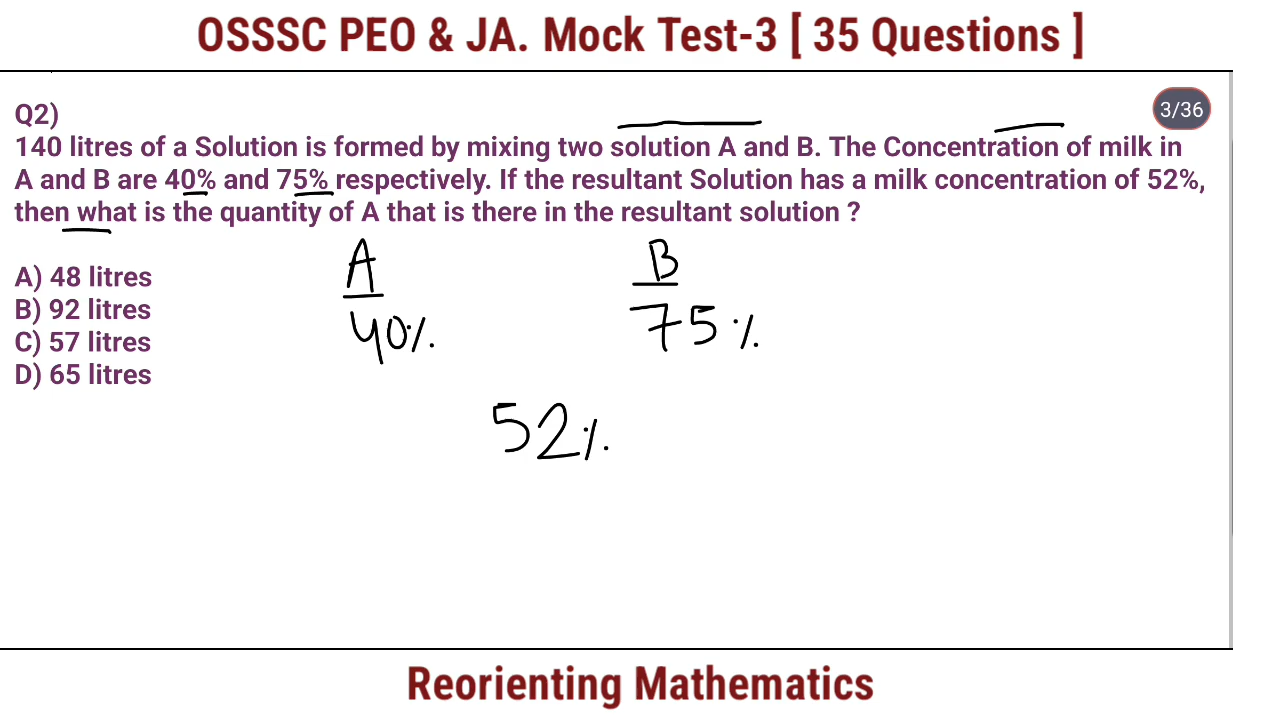 OSSSC PEO & JA. Mock Test-3 [ 35 Questions ]
3/36
Q2)
140 litres of a Solution is formed by mixing two solution A and B. The Concentration of milk in
A and B are 40% and 75% respectively. If the resultant Solution has a milk concentration of 52%,
then what is the quantity of A that is there in the resultant solution ?
A) 48 litres
B) 92 litres
C) 57 litres
D) 65 litres
A B
40% 75%
52%
Reorienting Mathematics